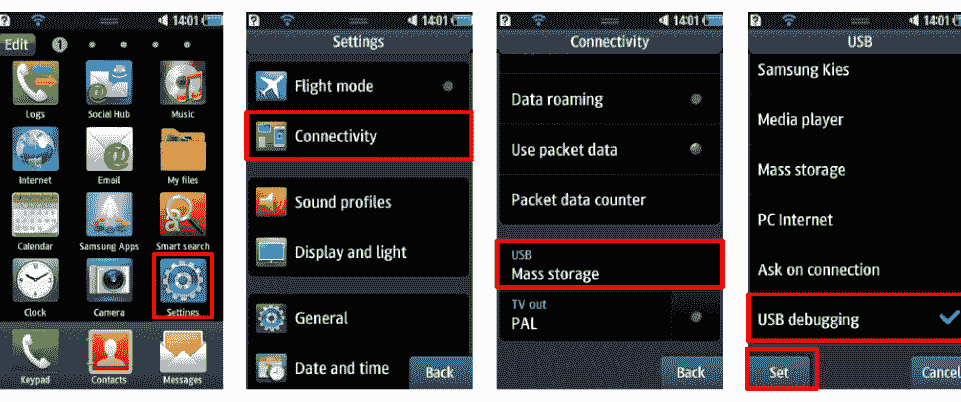 14:01
Edit 1
Logs Social Hub Music
Internet Email My files
Calendar Samsung Apps Smart search
Clock Camera Settings
Keypad Contacts Messages
14:01
Settings
Flight mode
Connectivity
Sound profiles
Display and light
General
Date and time
Back
14:01
Connectivity
Data roaming
Use packet data
Packet data counter
USB
Mass storage
TV out
PAL
Back
14:01
USB
Samsung Kies
Media player
Mass storage
PC Internet
Ask on connection
USB debugging
Set Cancel